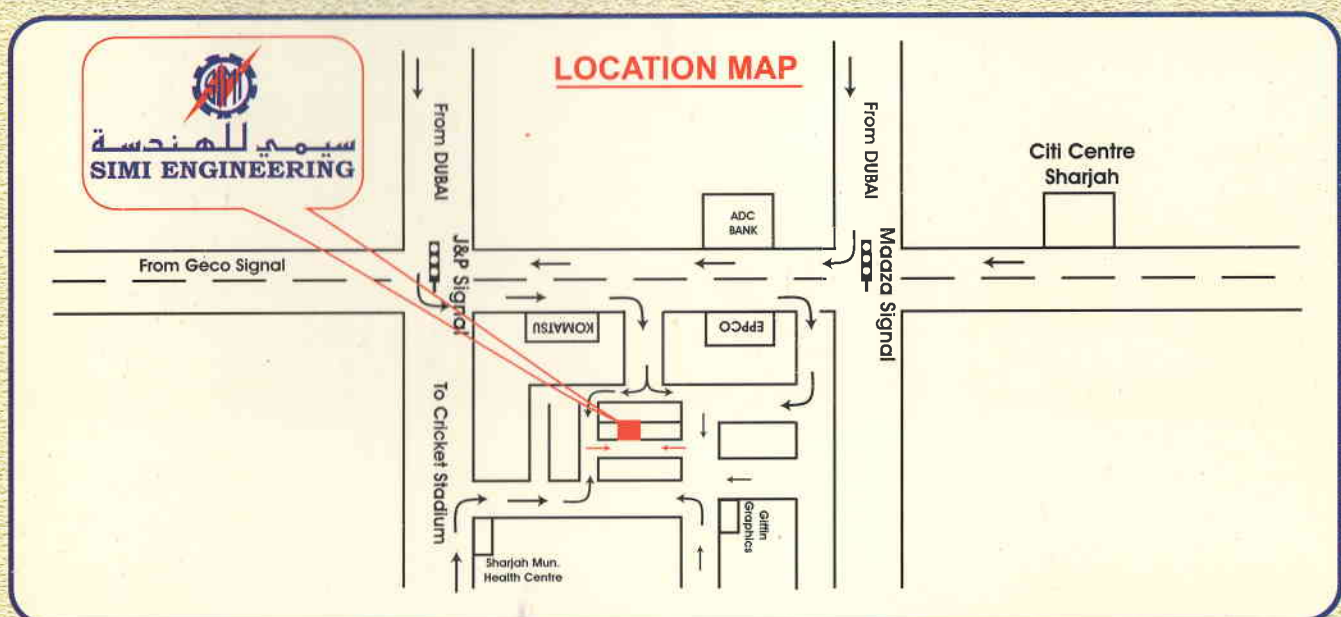 LOCATION MAP
SIMI
سيمي للهندسة
SIMI ENGINEERING
From DUBAI
From DUBAI
Citi Centre
Sharjah
ADC
BANK
From Geco Signal
J&P Signal
Maaza Signal
KOMATSU
EPPCO
To Cricket Stadium
Giffin
Graphics
Sharjah Mun.
Health Centre